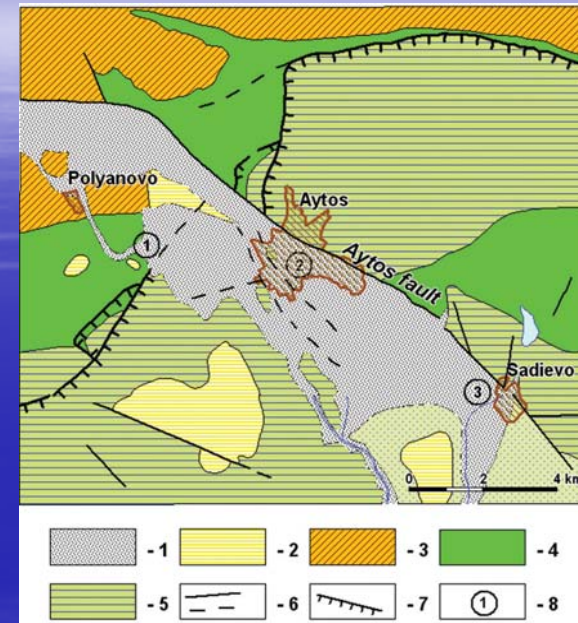 Polyanovo
Aytos
1
2
Aytos fault
Sadievo
3
0 2 4 km
- 1 - 2 - 3 - 4
- 5 - 6 - 7 1 - 8